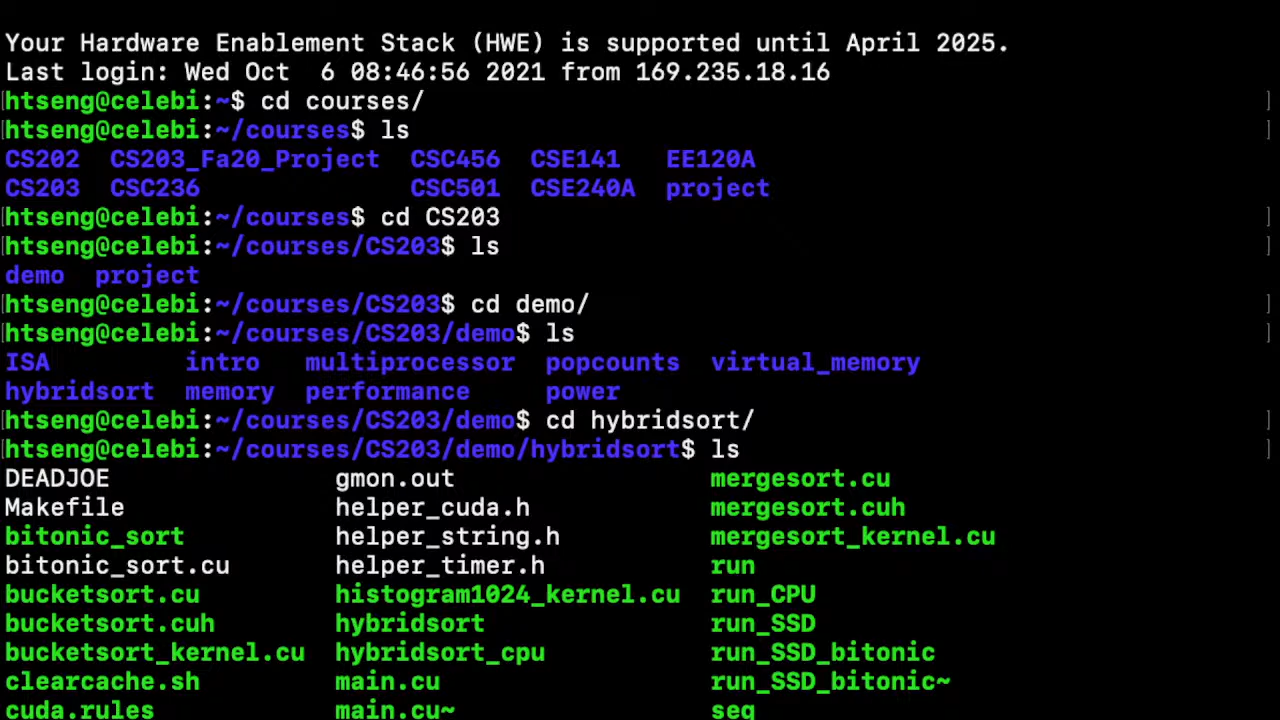 Your Hardware Enablement Stack (HWE) is supported until April 2025.
Last login: Wed Oct  6 08:46:56 2021 from 169.235.18.16
[htseng@celebi:~$ cd courses/ ]
[htseng@celebi:~/courses$ ls ]
CS202  CS203_Fa20_Project  CSC456  CSE141   EE120A
CS203  CSC236              CSC501  CSE240A  project
[htseng@celebi:~/courses$ cd CS203 ]
[htseng@celebi:~/courses/CS203$ ls ]
demo  project
[htseng@celebi:~/courses/CS203$ cd demo/ ]
[htseng@celebi:~/courses/CS203/demo$ ls ]
ISA         intro   multiprocessor  popcounts  virtual_memory
hybridsort  memory  performance     power
[htseng@celebi:~/courses/CS203/demo$ cd hybridsort/ ]
[htseng@celebi:~/courses/CS203/demo/hybridsort$ ls ]
DEADJOE               gmon.out                 mergesort.cu
Makefile              helper_cuda.h            mergesort.cuh
bitonic_sort          helper_string.h          mergesort_kernel.cu
bitonic_sort.cu       helper_timer.h           run
bucketsort.cu         histogram1024_kernel.cu  run_CPU
bucketsort.cuh        hybridsort               run_SSD
bucketsort_kernel.cu  hybridsort_cpu           run_SSD_bitonic
clearcache.sh         main.cu                  run_SSD_bitonic~
cuda.rules            main.cu~                 seq